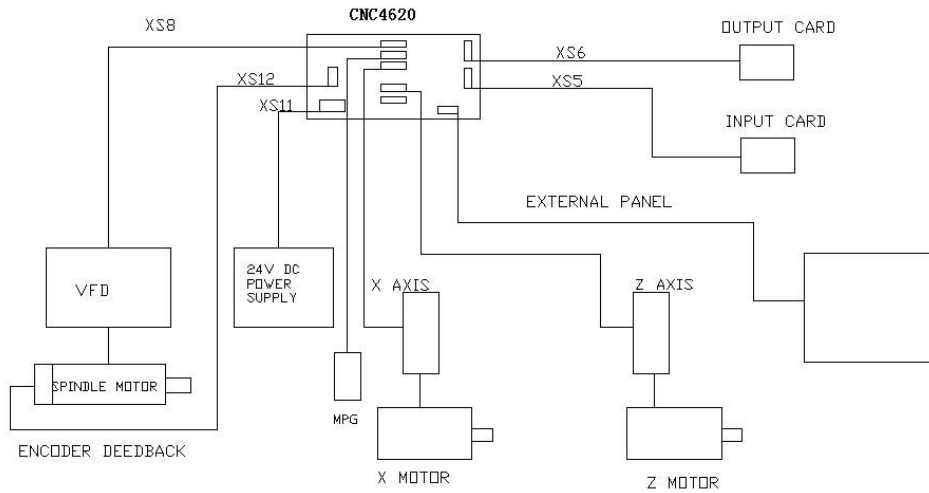 CNC4620
XS8
OUTPUT CARD
XS6
XS12
XS5
XS11
INPUT CARD
EXTERNAL PANEL
24V DC
POWER
SUPPLY
X AXIS
Z AXIS
VFD
SPINDLE MOTOR
MPG
ENCODER DEEDBACK
X MOTOR
Z MOTOR